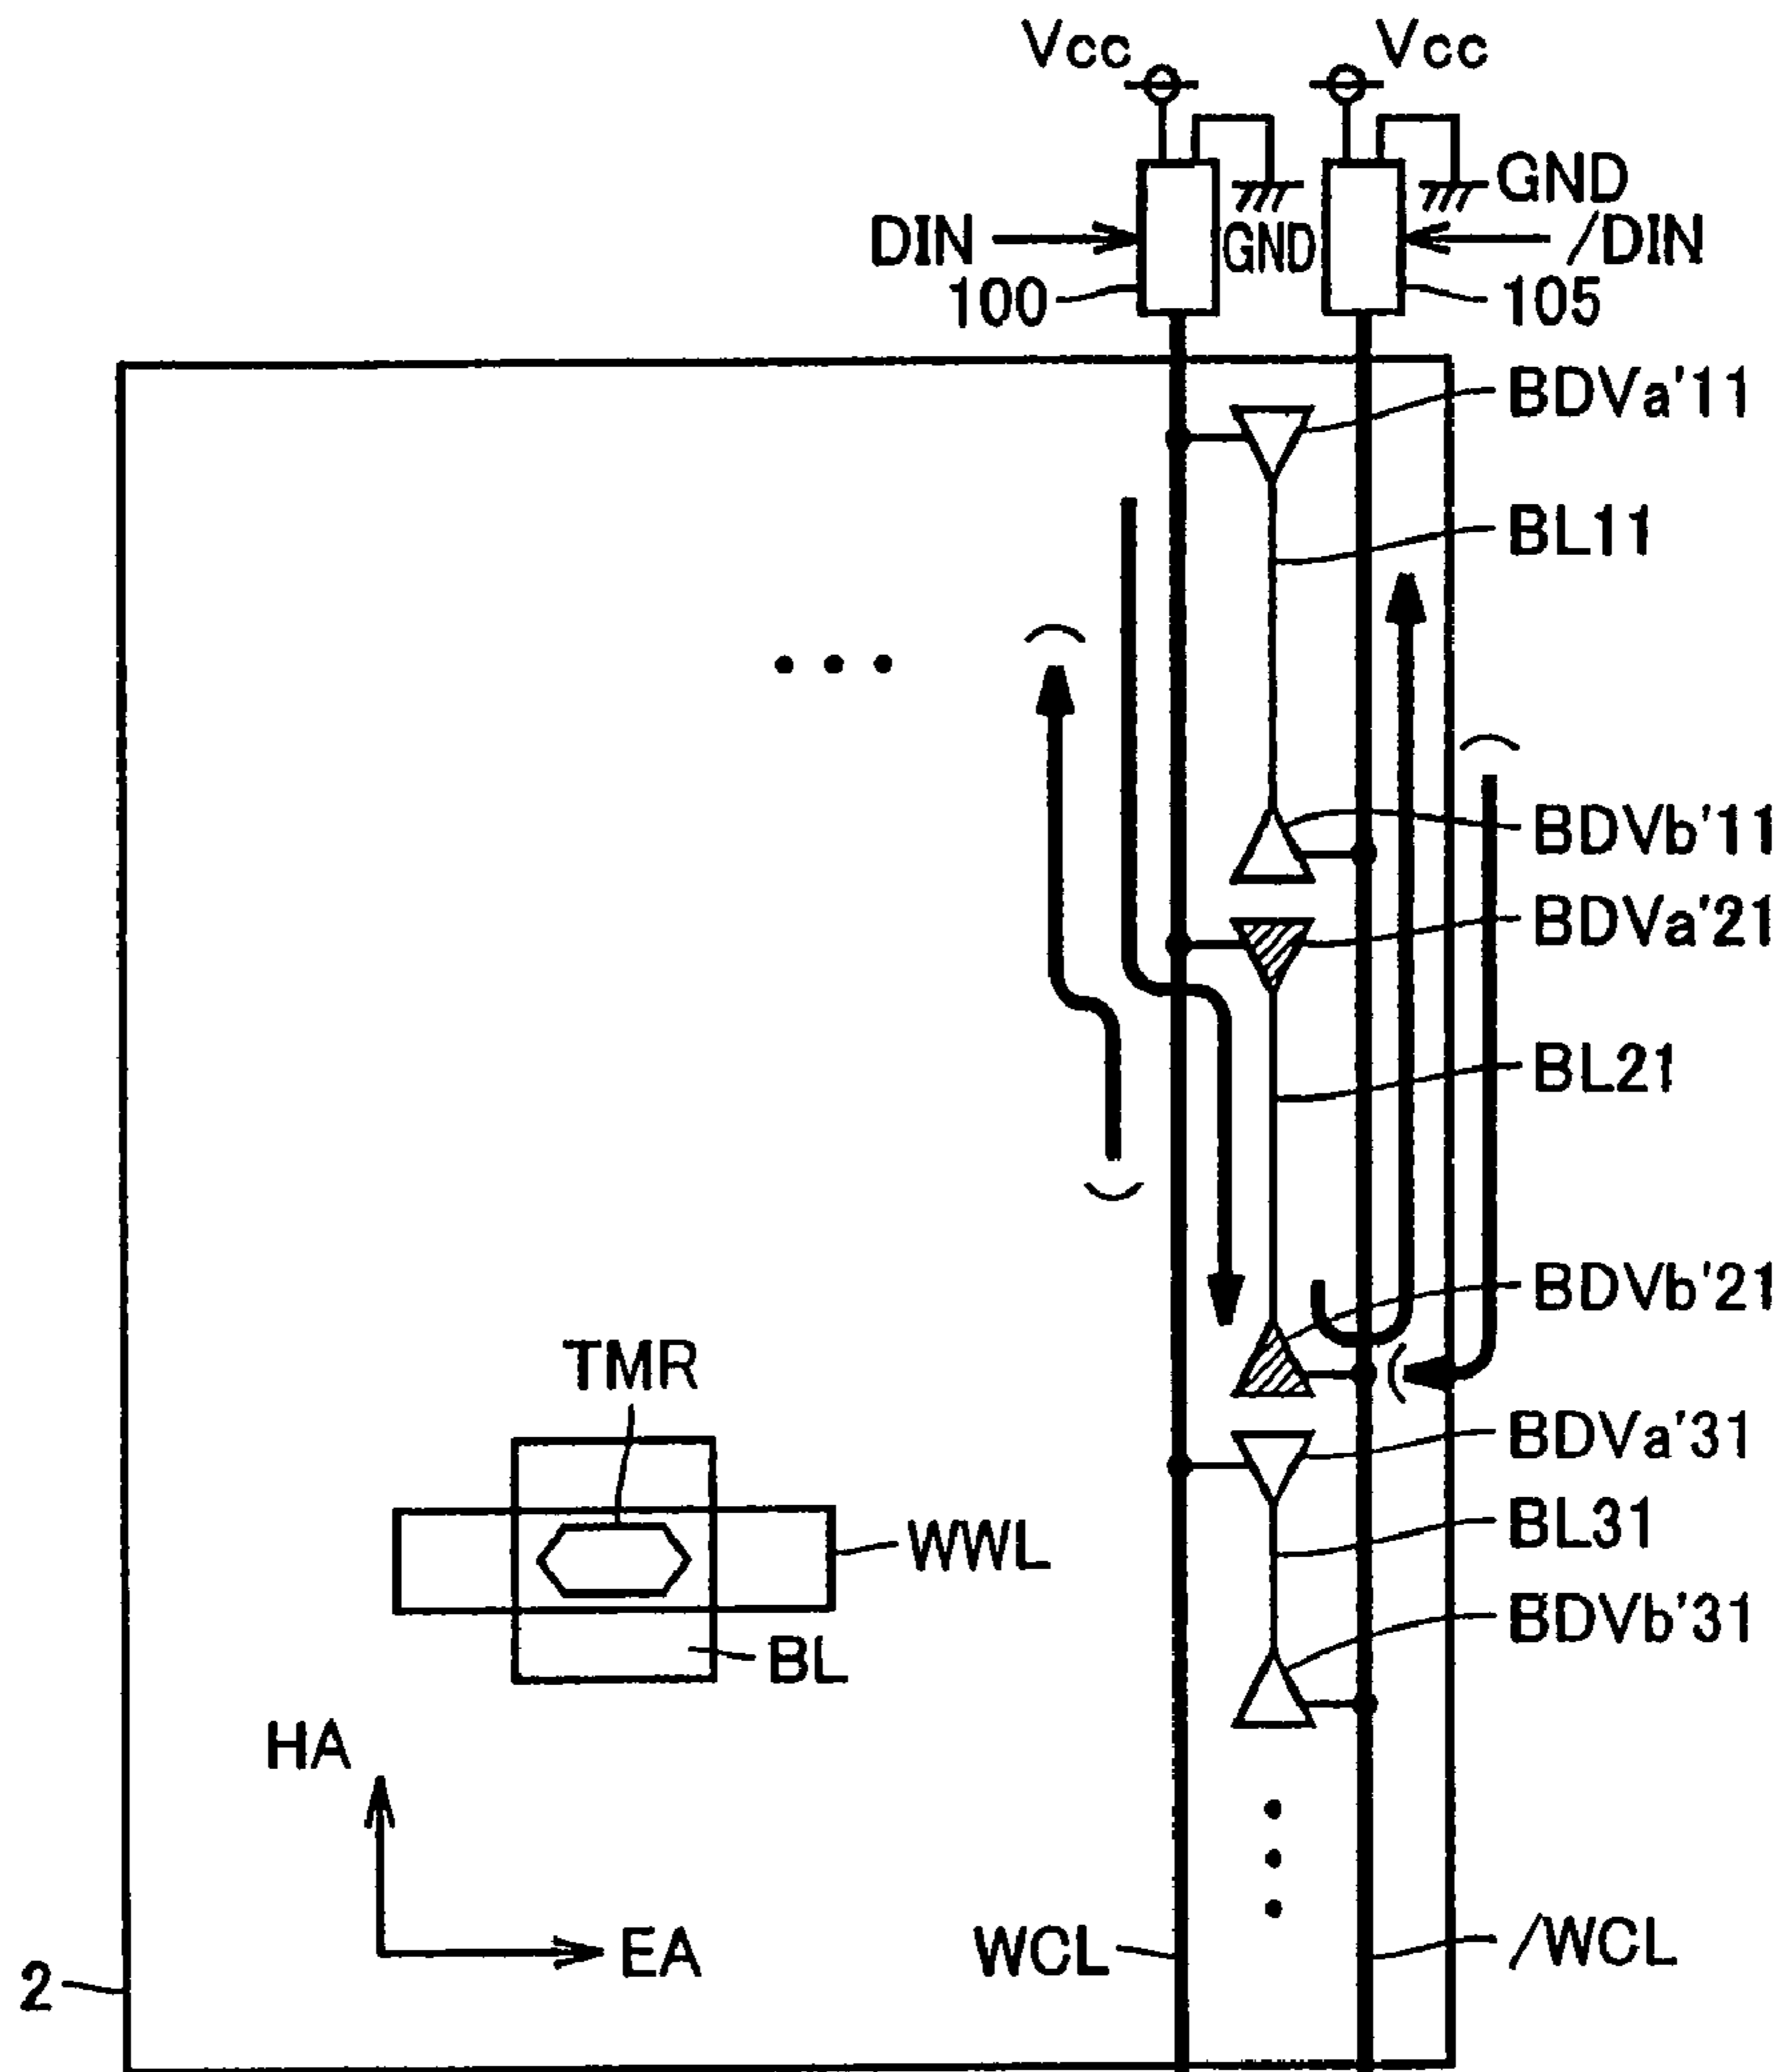 Vcc Vcc
GND
DIN GND /DIN
100 105
BDVa'11
BL11
BDVb'11
BDVa'21
BL21
BDVb'21
TMR
BDVa'31
WWL BL31
BDVb'31
BL
HA
WCL /WCL
EA
2